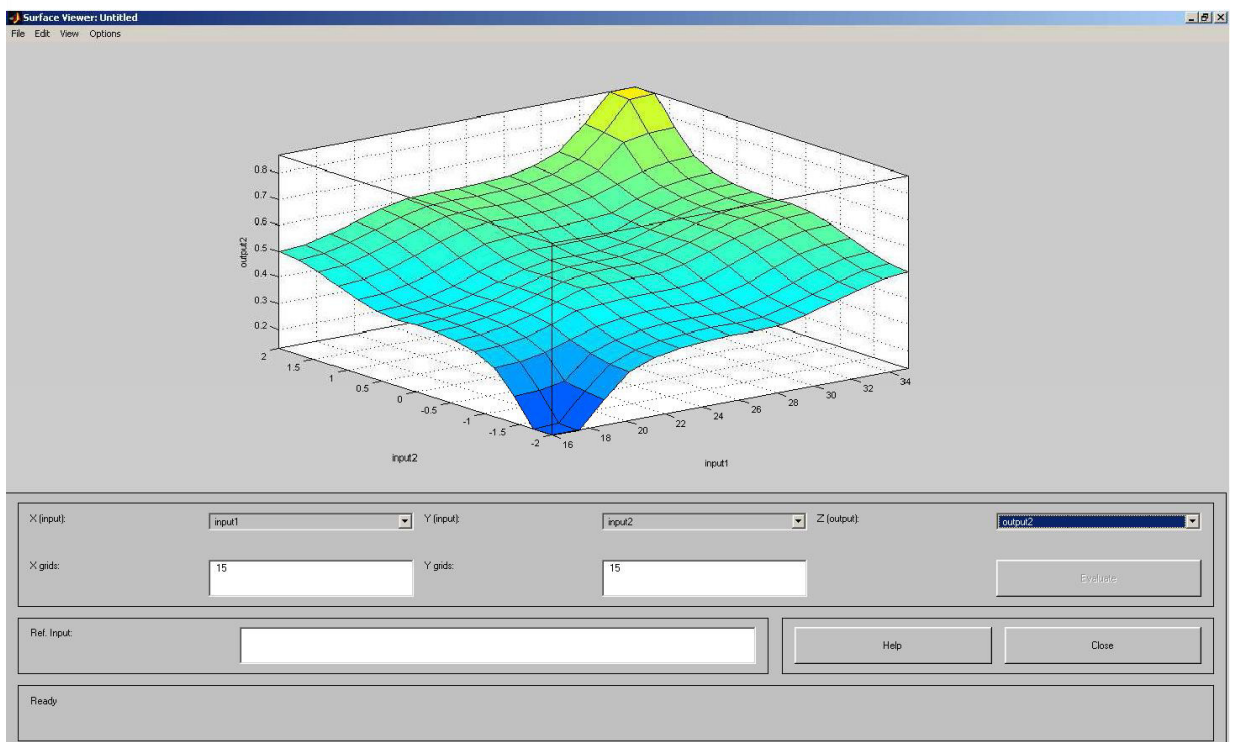 Surface Viewer: Untitled
File Edit View Options
0.8
0.7
0.6
0.5
0.4
0.3
0.2
output2
2
1.5
1
0.5
0
-0.5
-1
-1.5
-2
input2
16
18
20
22
24
26
28
30
32
34
input1
X (input): input1 Y (input): input2 Z (output): output2
X grids: 15 Y grids: 15 Evaluate
Ref. Input: Help Close
Ready